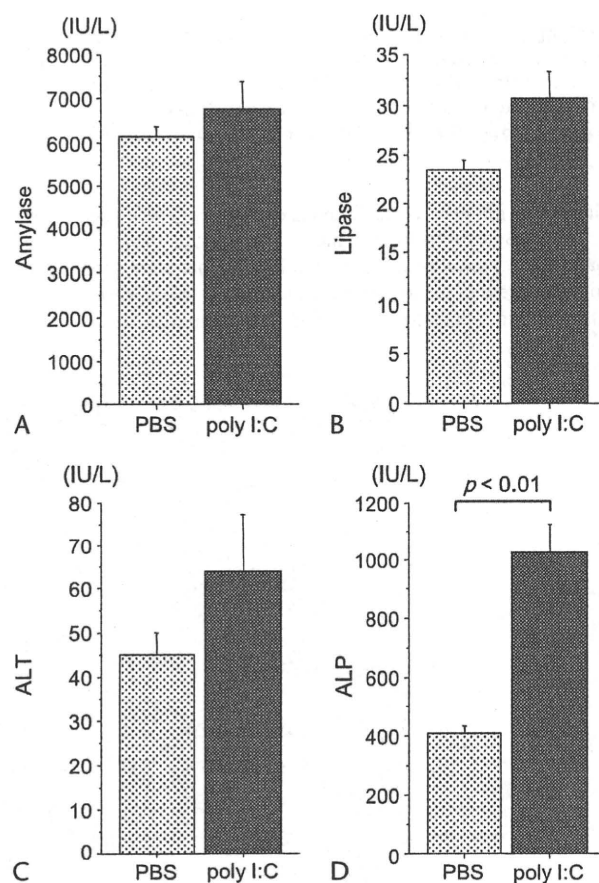 (IU/L)
8000
7000
6000
5000
4000
3000
2000
1000
0
Amylase
PBS
poly I:C
A
(IU/L)
35
30
25
20
15
10
5
0
Lipase
PBS
poly I:C
B
(IU/L)
80
70
60
50
40
30
20
10
0
ALT
PBS
poly I:C
C
(IU/L)
1200
1000
800
600
400
200
0
ALP
p < 0.01
PBS
poly I:C
D